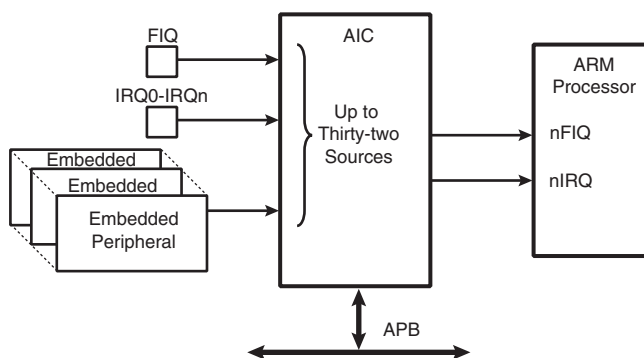 FIQ
IRQ0-IRQn
Embedded
Embedded
Embedded
Peripheral
AIC
Up to
Thirty-two
Sources
ARM
Processor
nFIQ
nIRQ
APB